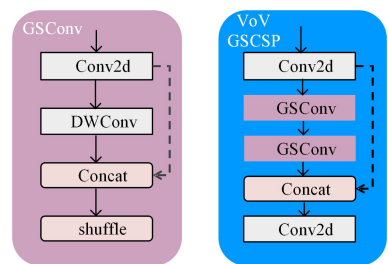 GSConv
Conv2d
DWConv
Concat
shuffle
VoV
GSCSP
Conv2d
GSConv
GSConv
Concat
Conv2d